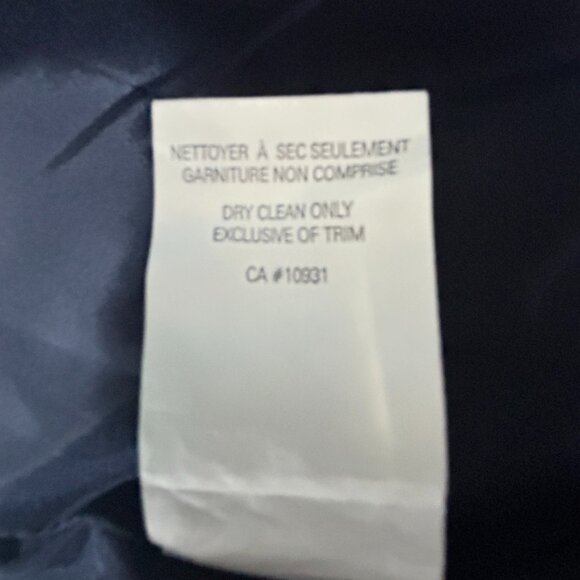 NETTOYER À SEC SEULEMENT
GARNITURE NON COMPRISE
DRY CLEAN ONLY
EXCLUSIVE OF TRIM
CA #10931